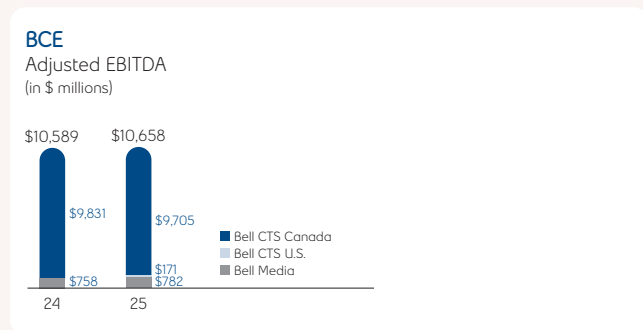 BCE
Adjusted EBITDA
(in $ millions)
$10,589
$10,658
$9,831
$9,705
Bell CTS Canada
Bell CTS U.S.
$171
Bell Media
$758
$782
24
25